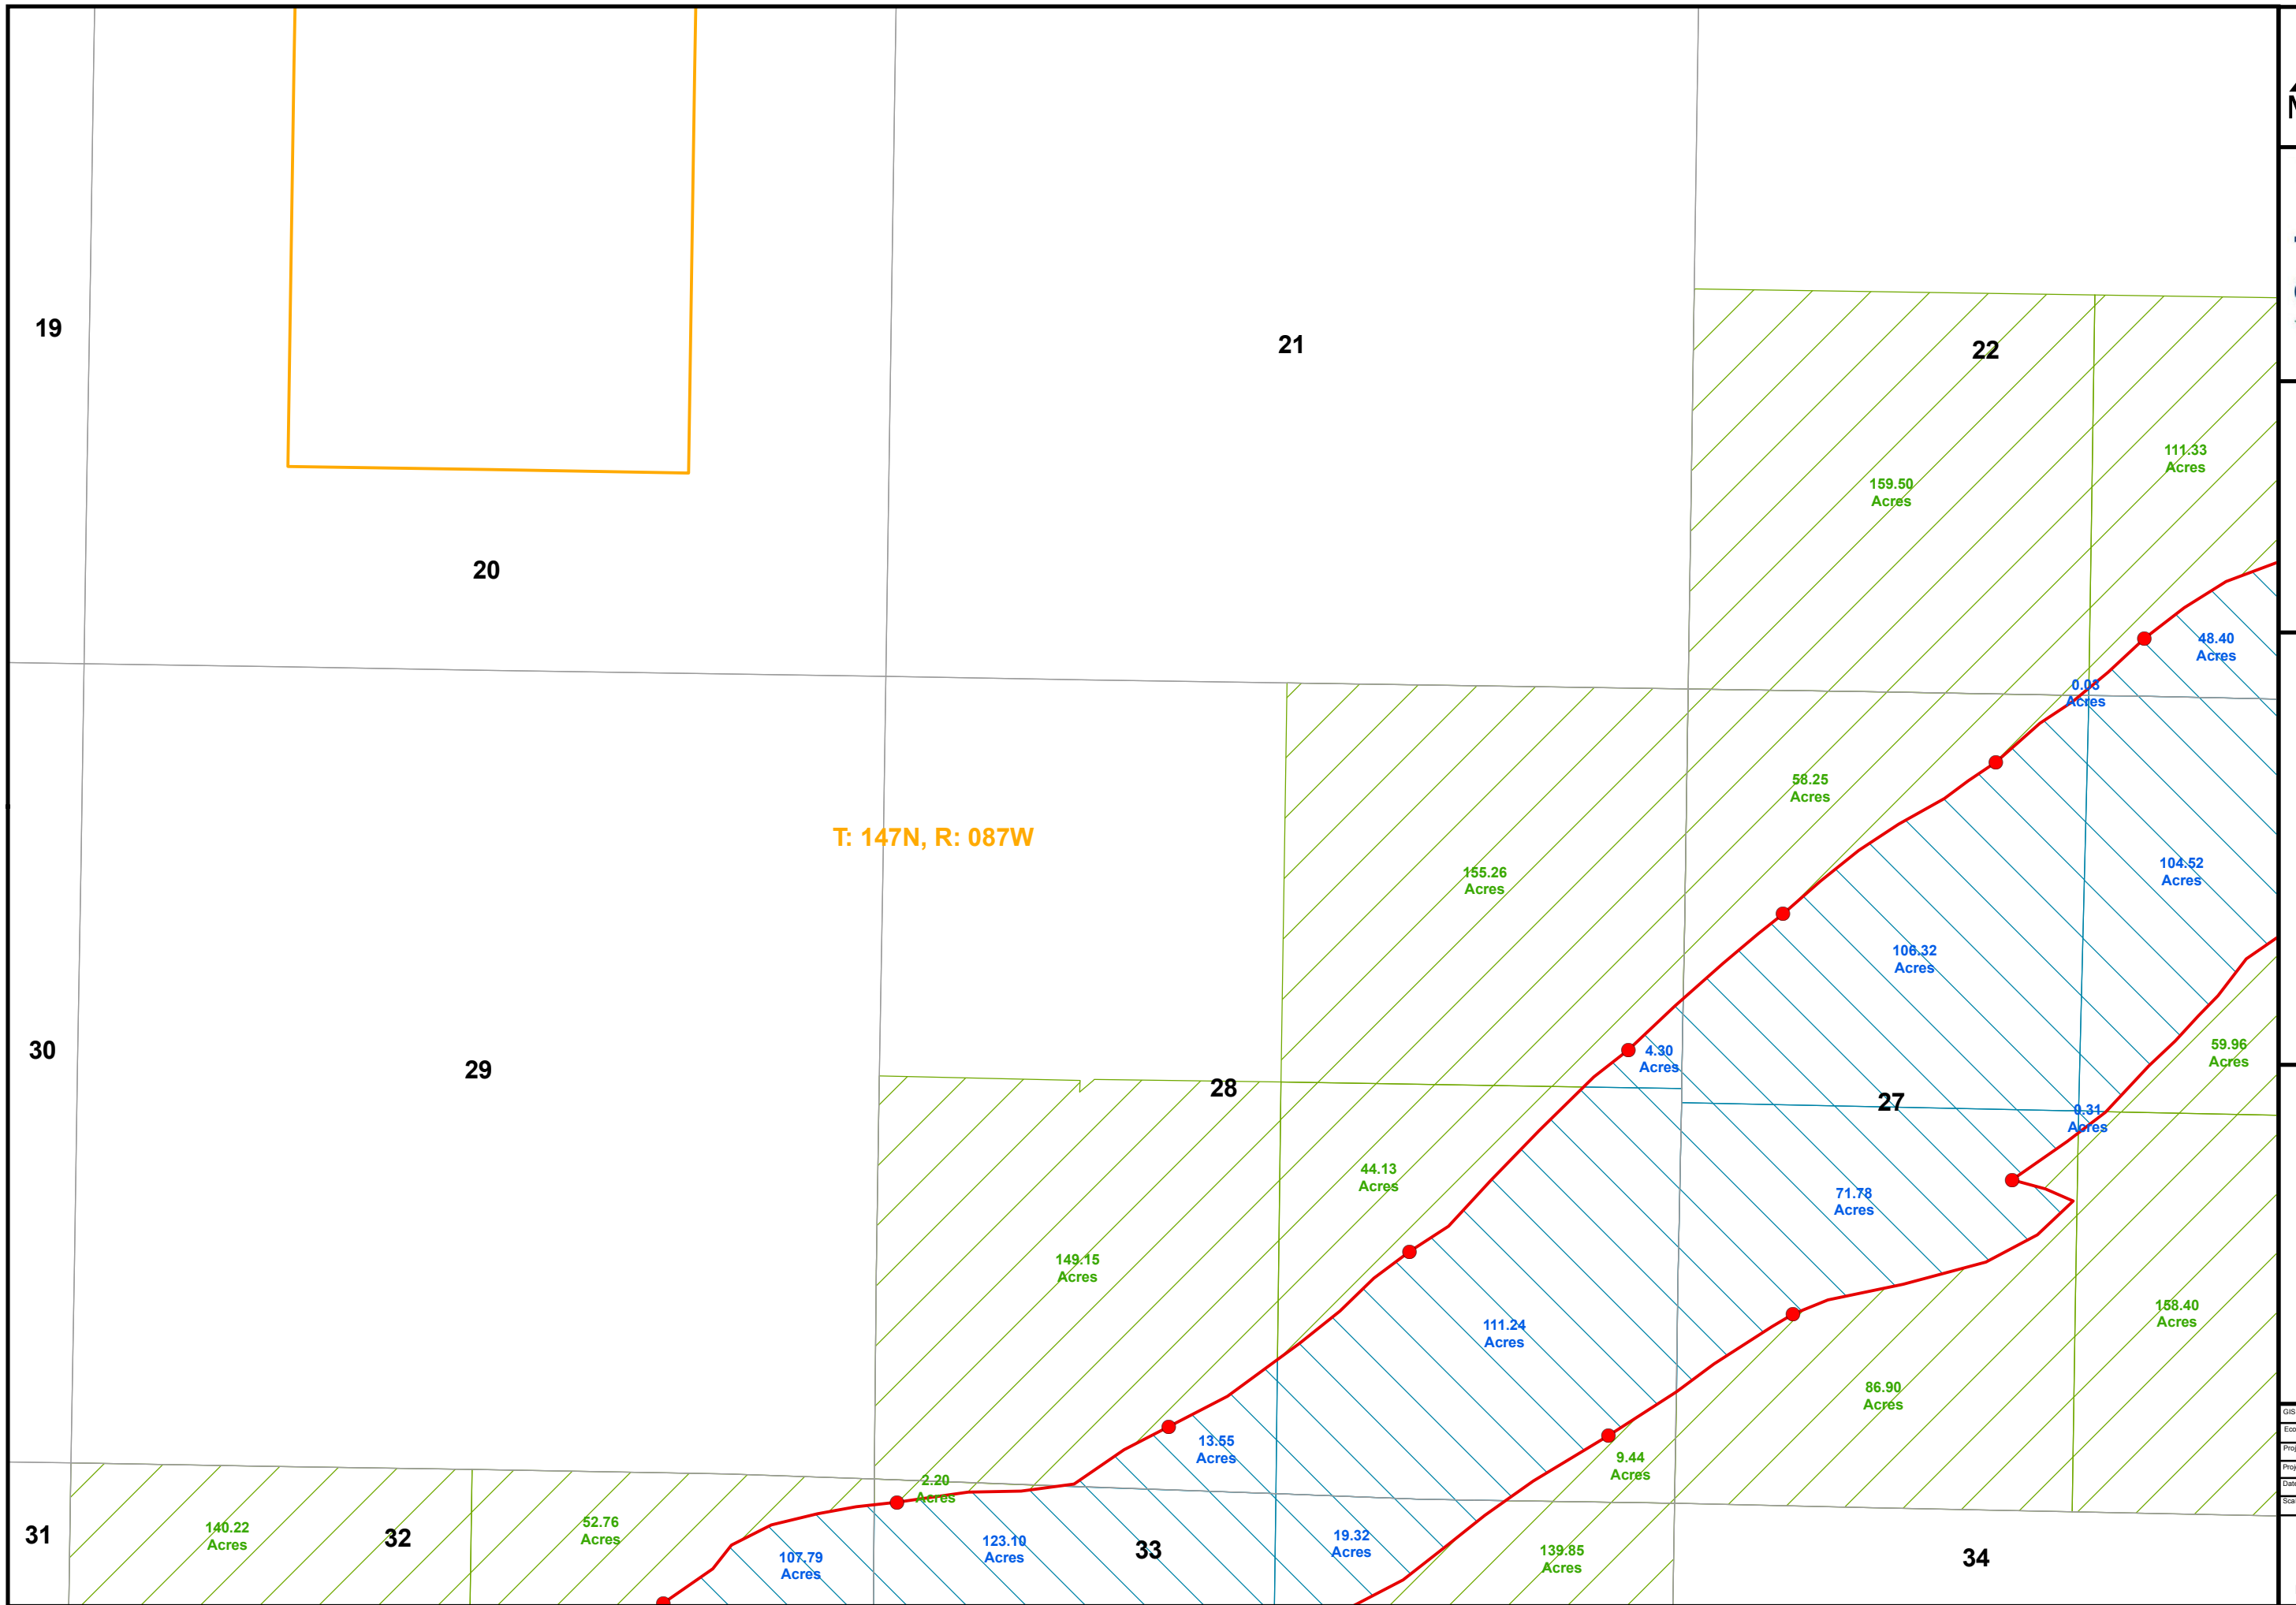 19
21
22
111.33
Acres
159.50
Acres
20
48.40
Acres
0.03
Acres
58.25
Acres
T: 147N, R: 087W
155.26
Acres
104.52
Acres
106.32
Acres
30
29
28
4.30
Acres
59.96
Acres
27
0.31
Acres
44.13
Acres
71.78
Acres
149.15
Acres
111.24
Acres
158.40
Acres
86.90
Acres
13.55
Acres
9.44
Acres
2.20
Acres
31
140.22
Acres
32
52.76
Acres
107.79
Acres
123.10
Acres
33
19.32
Acres
139.85
Acres
34
GIS